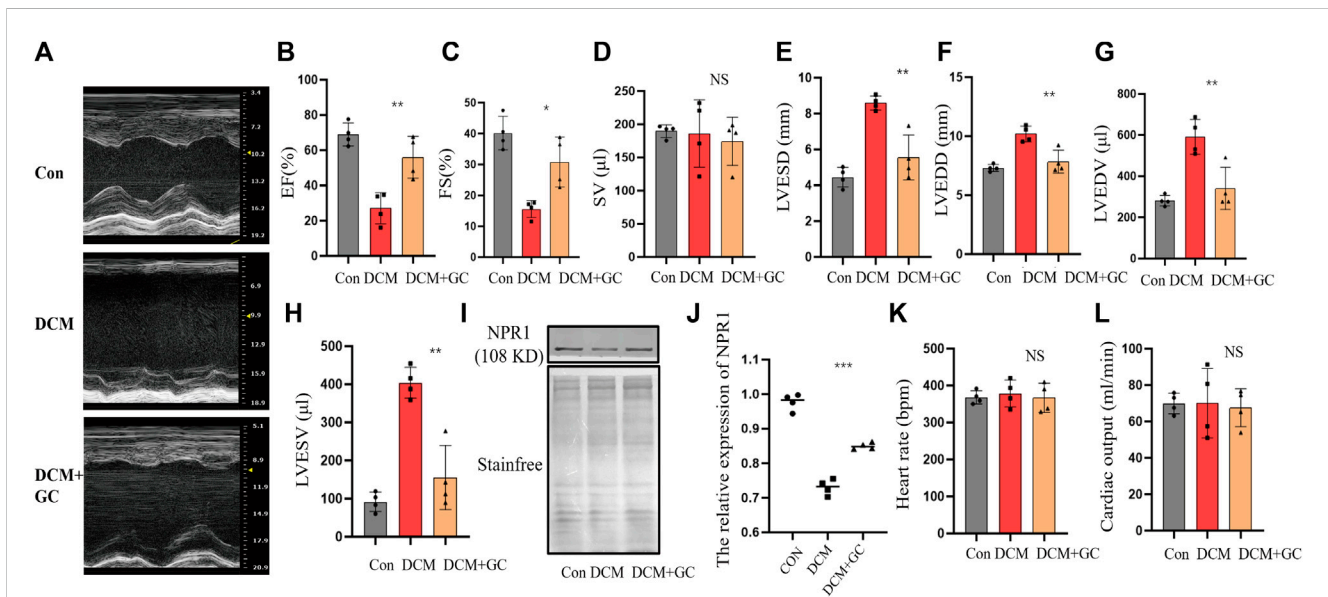 A
Con
3.4
7.2
10.2
13.2
16.2
19.2
DCM
6.9
9.9
12.9
15.9
18.9
DCM+
GC
5.1
8.9
11.9
14.9
17.9
20.9
B
EF(%)
100
80
60
40
20
0
**
Con DCM DCM+GC
C
FS(%)
50
40
30
20
10
0
*
Con DCM DCM+GC
D
SV (µl)
250
200
150
100
50
0
NS
Con DCM DCM+GC
E
LVESD (mm)
10
8
6
4
2
0
**
Con DCM DCM+GC
F
LVEDD (mm)
15
10
5
0
**
Con DCM DCM+GC
G
LVEDV (µl)
800
600
400
200
0
**
Con DCM DCM+GC
H
LVESV (µl)
500
400
300
200
100
0
**
Con DCM DCM+GC
I
NPR1
(108 KD)
Stainfree
Con DCM DCM+GC
J
The relative expression of NPR1
1.1
1.0
0.9
0.8
0.7
0.6
***
CON
DCM
DCM+GC
K
Heart rate (bpm)
500
400
300
200
100
0
NS
Con DCM DCM+GC
L
Cardiac output (ml/min)
100
80
60
40
20
0
NS
Con DCM DCM+GC